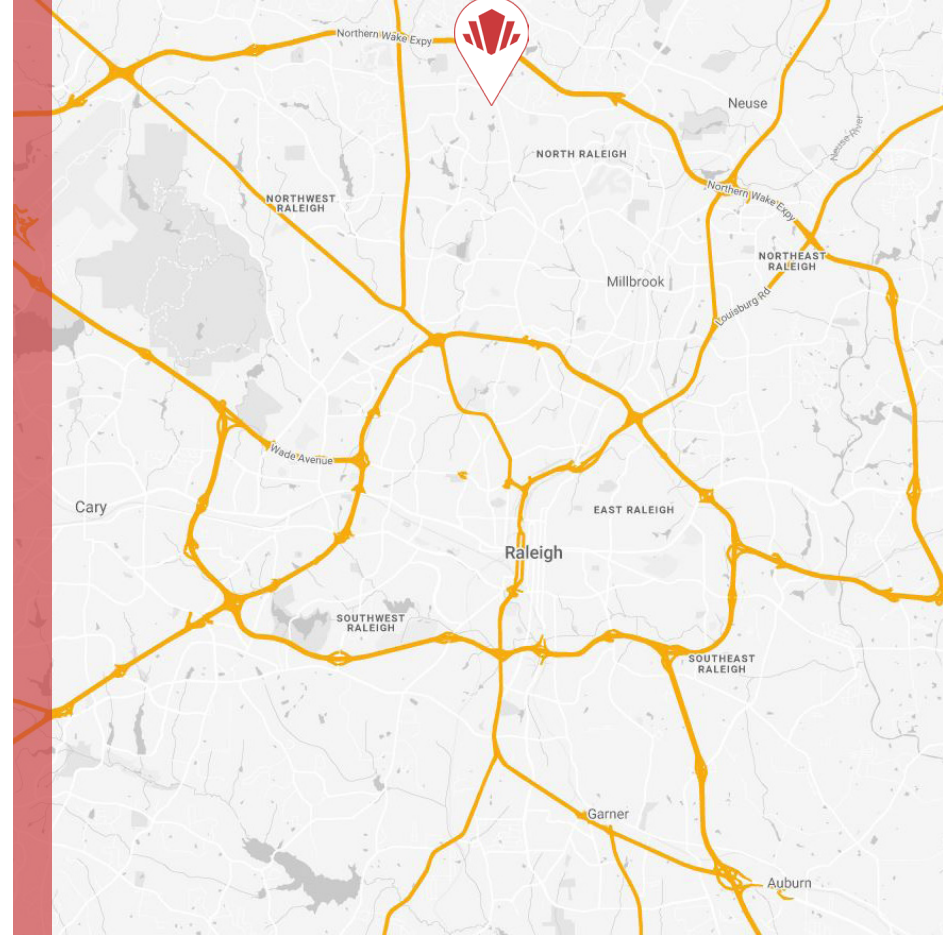 Northern Wake Expy
Neuse
Neuse River
NORTH RALEIGH
Northern Wake Expy
NORTHWEST
RALEIGH
NORTHEAST
RALEIGH
Millbrook
Louisburg Rd
Wade Avenue
Cary
EAST RALEIGH
Raleigh
SOUTHWEST
RALEIGH
SOUTHEAST
RALEIGH
Garner
Auburn